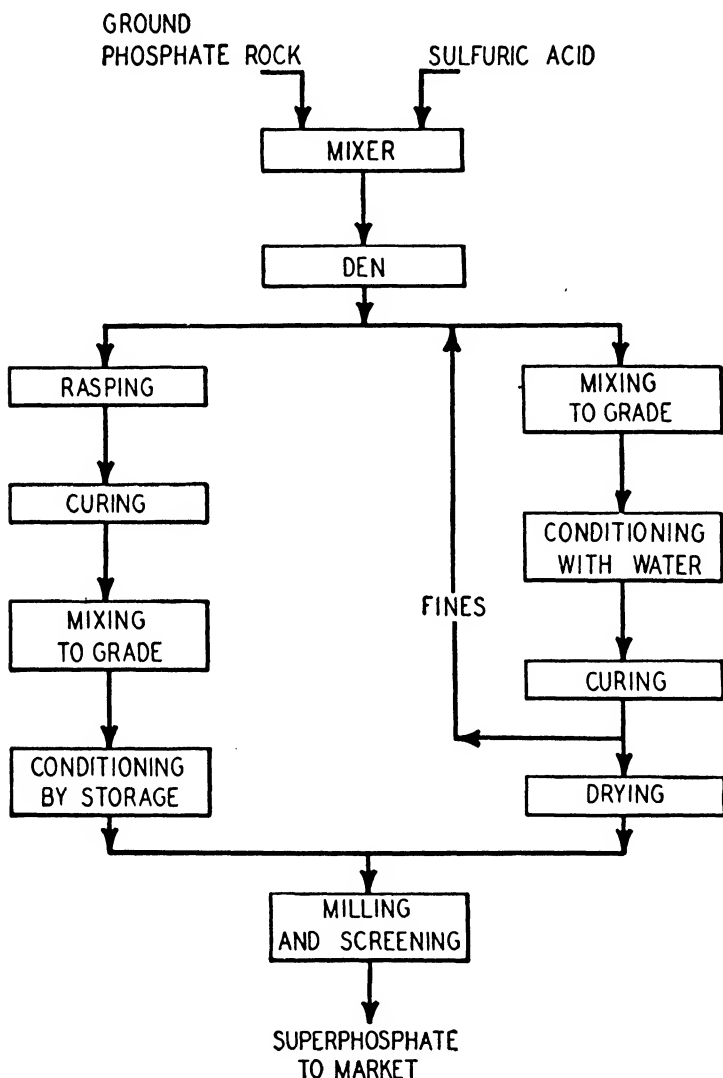 GROUND
PHOSPHATE ROCK
SULFURIC ACID
MIXER
DEN
RASPING
CURING
MIXING
TO GRADE
CONDITIONING
BY STORAGE
MIXING
TO GRADE
CONDITIONING
WITH WATER
FINES
CURING
DRYING
MILLING
AND SCREENING
SUPERPHOSPHATE
TO MARKET